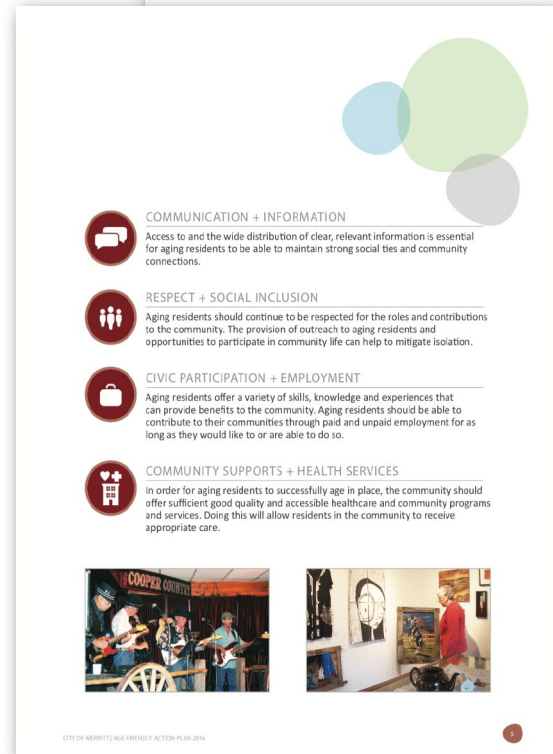 COMMUNICATION + INFORMATION
Access to and the wide distribution of clear, relevant information is essential
for aging residents to be able to maintain strong social ties and community
connections.
RESPECT + SOCIAL INCLUSION
Aging residents should continue to be respected for the roles and contributions
to the community. The provision of outreach to aging residents and
opportunities to participate in community life can help to mitigate isolation.
CIVIC PARTICIPATION + EMPLOYMENT
Aging residents offer a variety of skills, knowledge and experiences that
can provide benefits to the community. Aging residents should be able to
contribute to their communities through paid and unpaid employment for as
long as they would like to or are able to do so.
COMMUNITY SUPPORTS + HEALTH SERVICES
In order for aging residents to successfully age in place, the community should
offer sufficient good quality and accessible healthcare and community programs
and services. Doing this will allow residents in the community to receive
appropriate care.
COOPER COUNTRY
CITY OF MERRITT| AGE-FRIENDLY ACTION PLAN 2016
5